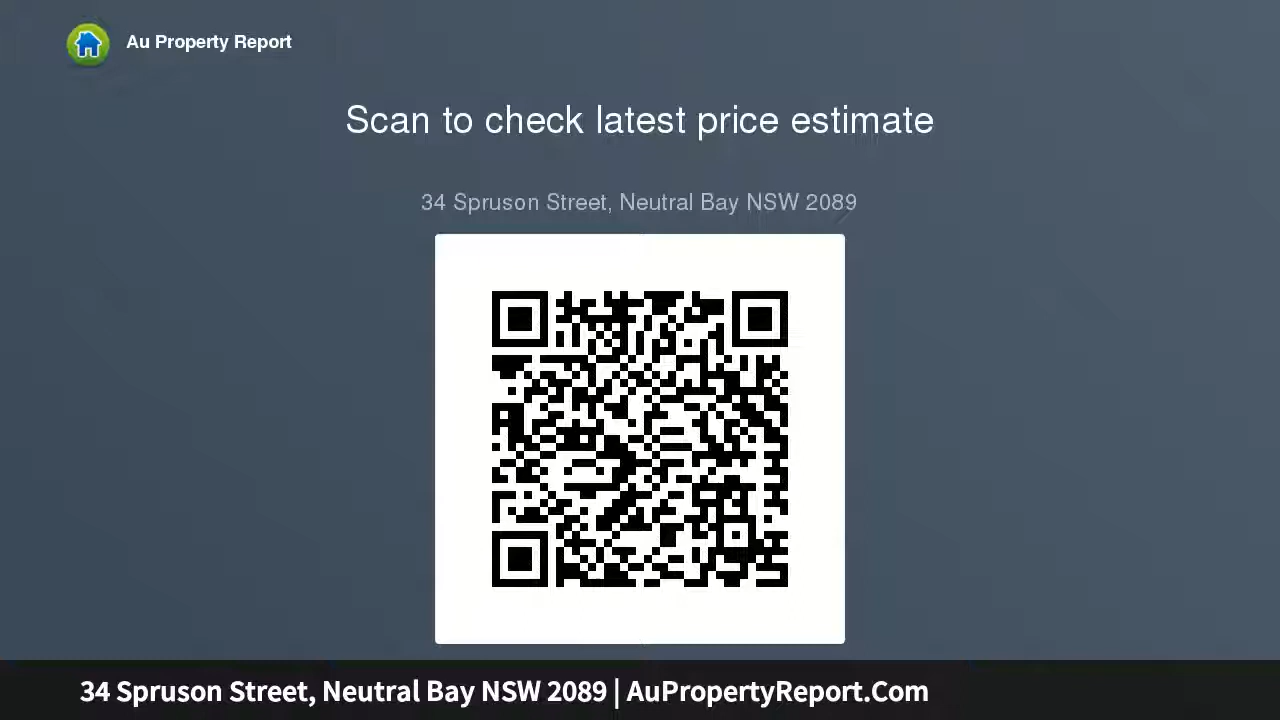 Au Property Report
Scan to check latest price estimate
34 Spruson Street, Neutral Bay NSW 2089
34 Spruson Street, Neutral Bay NSW 2089 | AuPropertyReport.Com